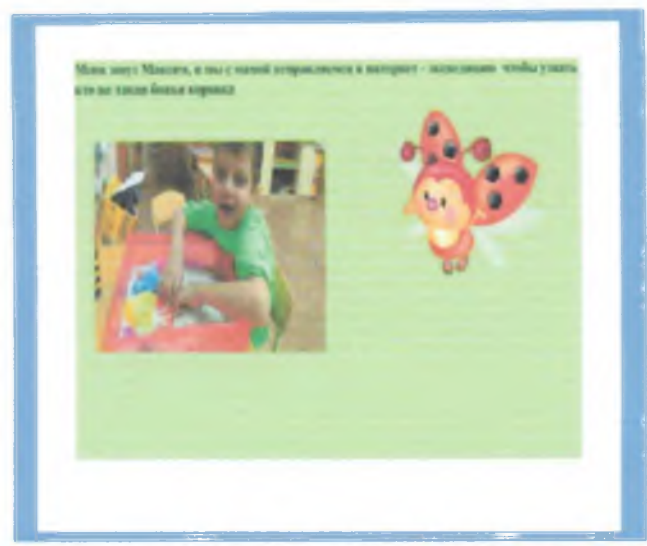 Меня зовут Максим, и мы с мамой отправляемся в интернет - экспедицию чтобы узнать
кто же такая божья коровка